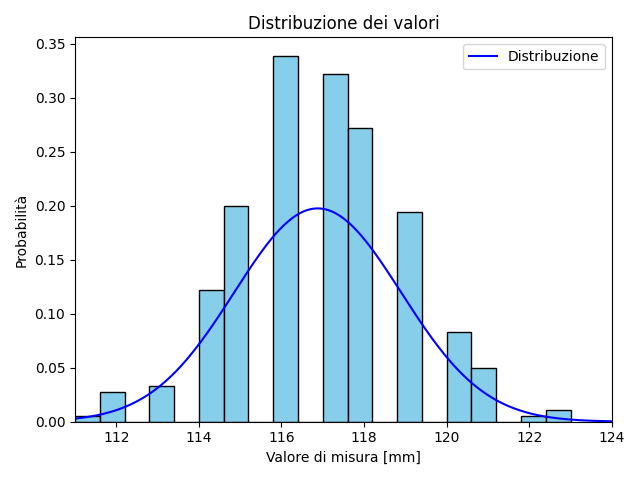 Distribuzione dei valori
Distribuzione
Probabilità
0.35
0.30
0.25
0.20
0.15
0.10
0.05
0.00
112 114 116 118 120 122 124
Valore di misura [mm]